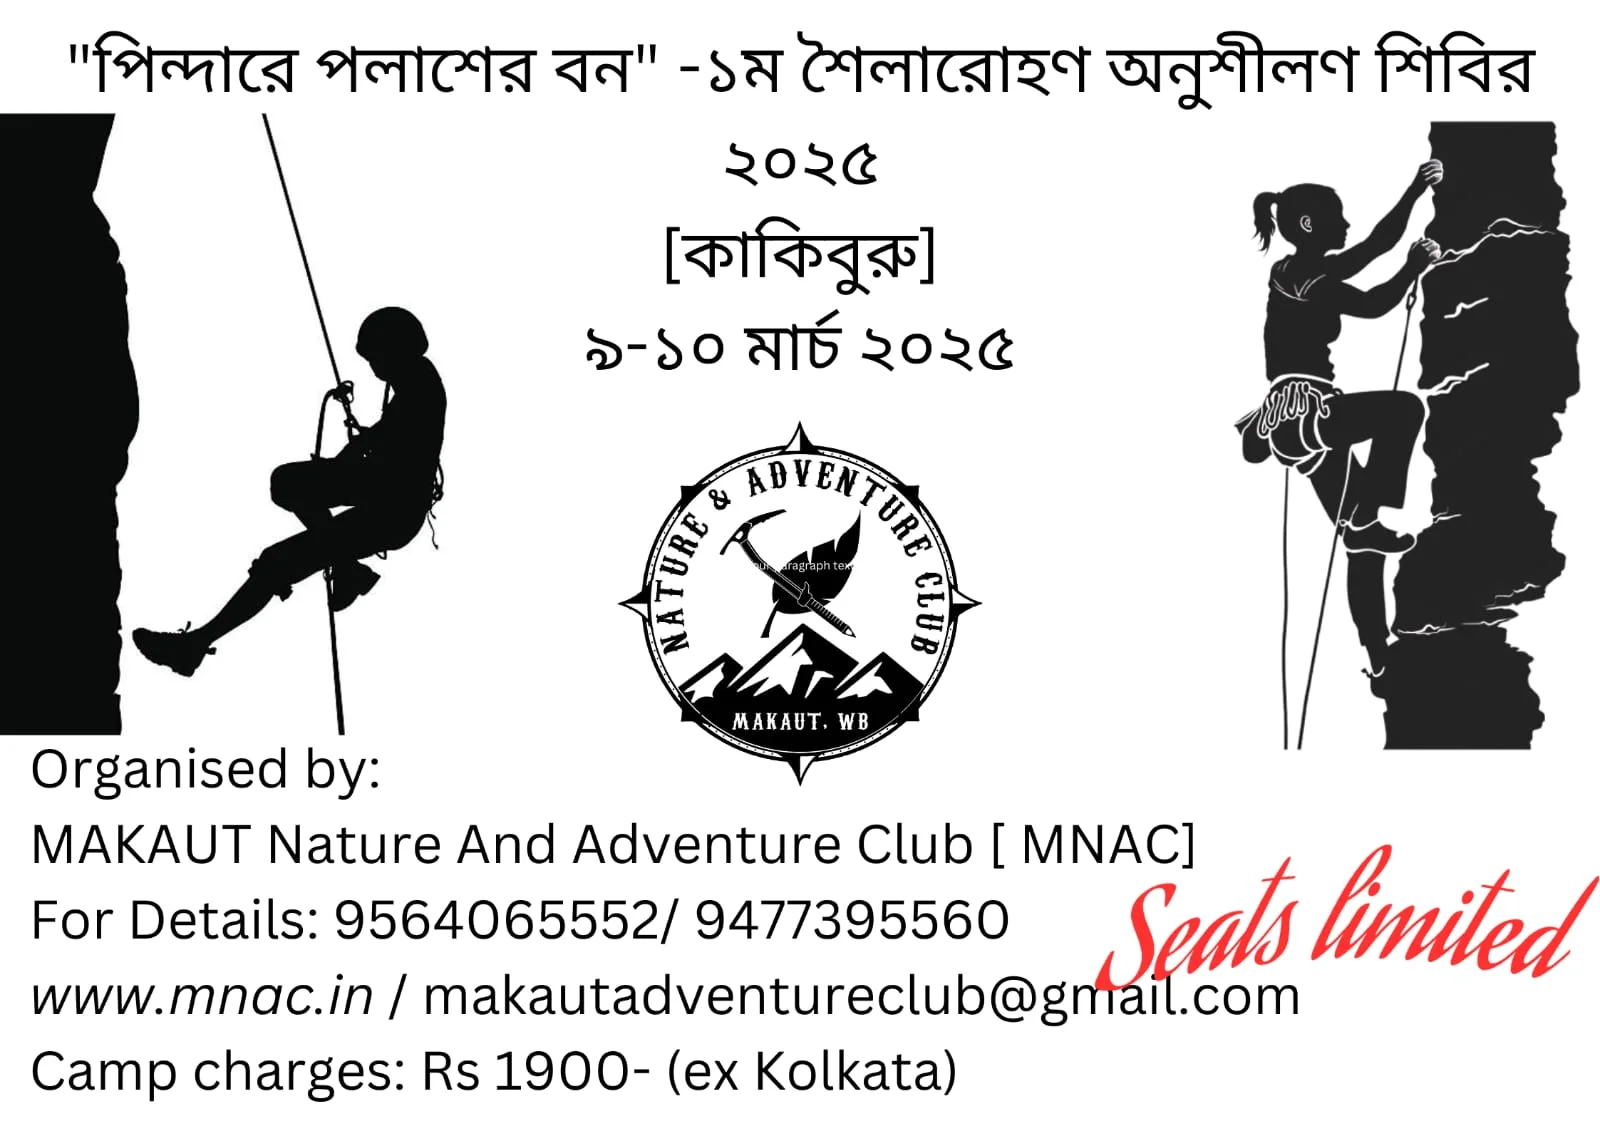 "পিন্দারে পলাশের বন" -১ম শৈলারোহণ অনুশীলণ শিবির
২০২৫
[কাকিবুরু]
৯-১০ মার্চ ২০২৫
NATURE & ADVENTURE CLUB
paragraph tex
MAKAUT, WB
Organised by:
MAKAUT Nature And Adventure Club [ MNAC]
For Details: 9564065552/ 9477395560
Seats limited
www.mnac.in / makautadventureclub@gmail.com
Camp charges: Rs 1900- (ex Kolkata)